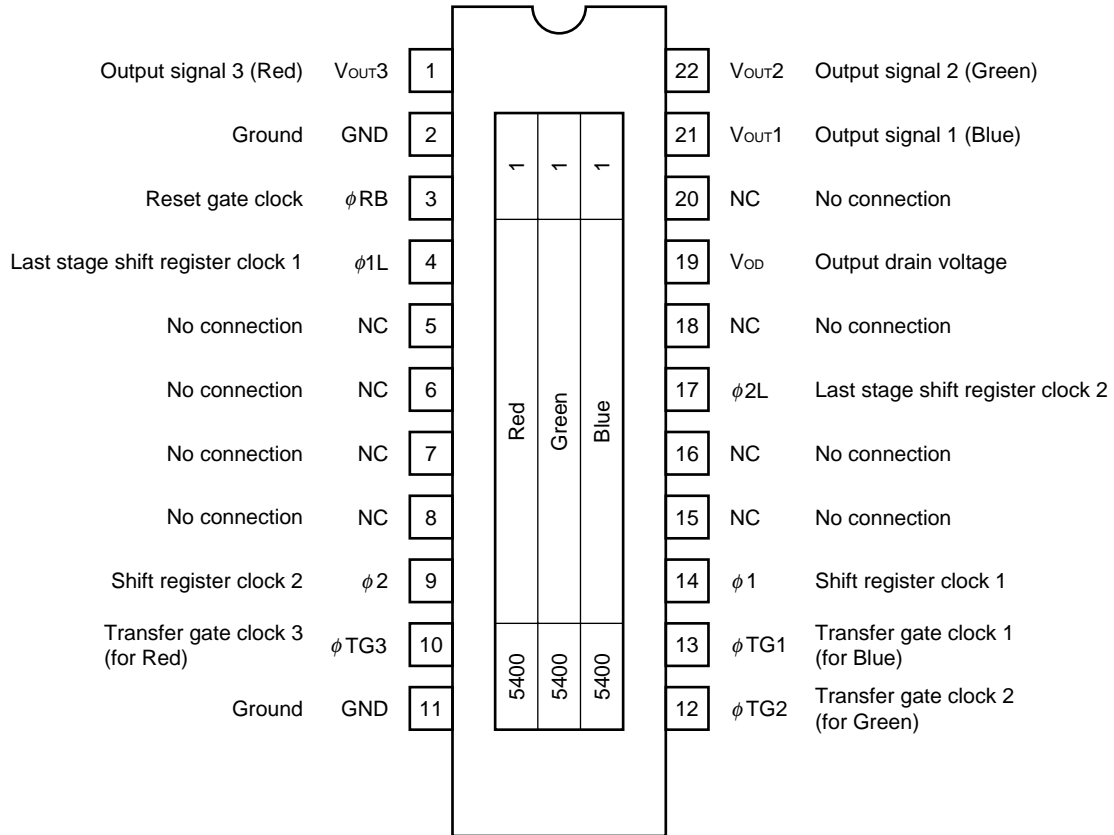 Output signal 3 (Red) VOUT3 1 22 VOUT2 Output signal 2 (Green)
Ground GND 2 21 VOUT1 Output signal 1 (Blue)
1 1 1
Reset gate clock φRB 3 20 NC No connection
Last stage shift register clock 1 φ1L 4 19 VOD Output drain voltage
No connection NC 5 18 NC No connection
No connection NC 6 17 φ2L Last stage shift register clock 2
Red Green Blue
No connection NC 7 16 NC No connection
No connection NC 8 15 NC No connection
Shift register clock 2 φ2 9 14 φ1 Shift register clock 1
Transfer gate clock 3
(for Red) φTG3 10 13 φTG1 Transfer gate clock 1
(for Blue)
5400 5400 5400
Ground GND 11 12 φTG2 Transfer gate clock 2
(for Green)